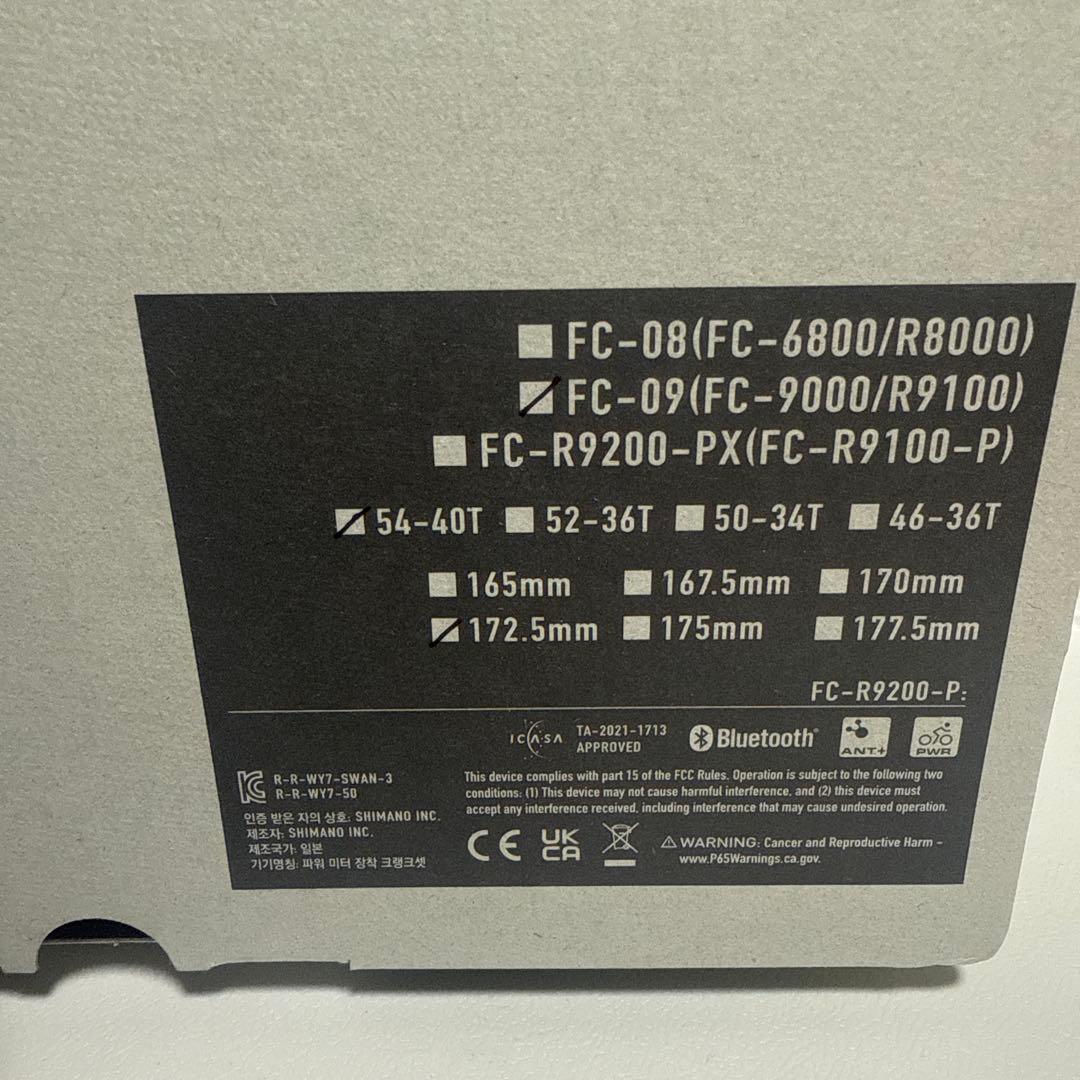 FC-08(FC-6800/R8000)
FC-09(FC-9000/R9100)
FC-R9200-PX(FC-R9100-P)
54-40T 52-36T 50-34T 46-36T
165mm 167.5mm 170mm
172.5mm 175mm 177.5mm
FC-R9200-P:
ICASA TA-2021-1713
APPROVED
Bluetooth®
ANT+
PWR
R-R-WY7-SWAN-3
R-R-WY7-50
인증 받은 자의 상호: SHIMANO INC.
제조자: SHIMANO INC.
제조국가: 일본
기기명칭: 파워 미터 장착 크랭크셋
This device complies with part 15 of the FCC Rules. Operation is subject to the following two
conditions: (1) This device may not cause harmful interference, and (2) this device must
accept any interference received, including interference that may cause undesired operation.
CE UK
CA
WARNING: Cancer and Reproductive Harm -
www.P65Warnings.ca.gov.